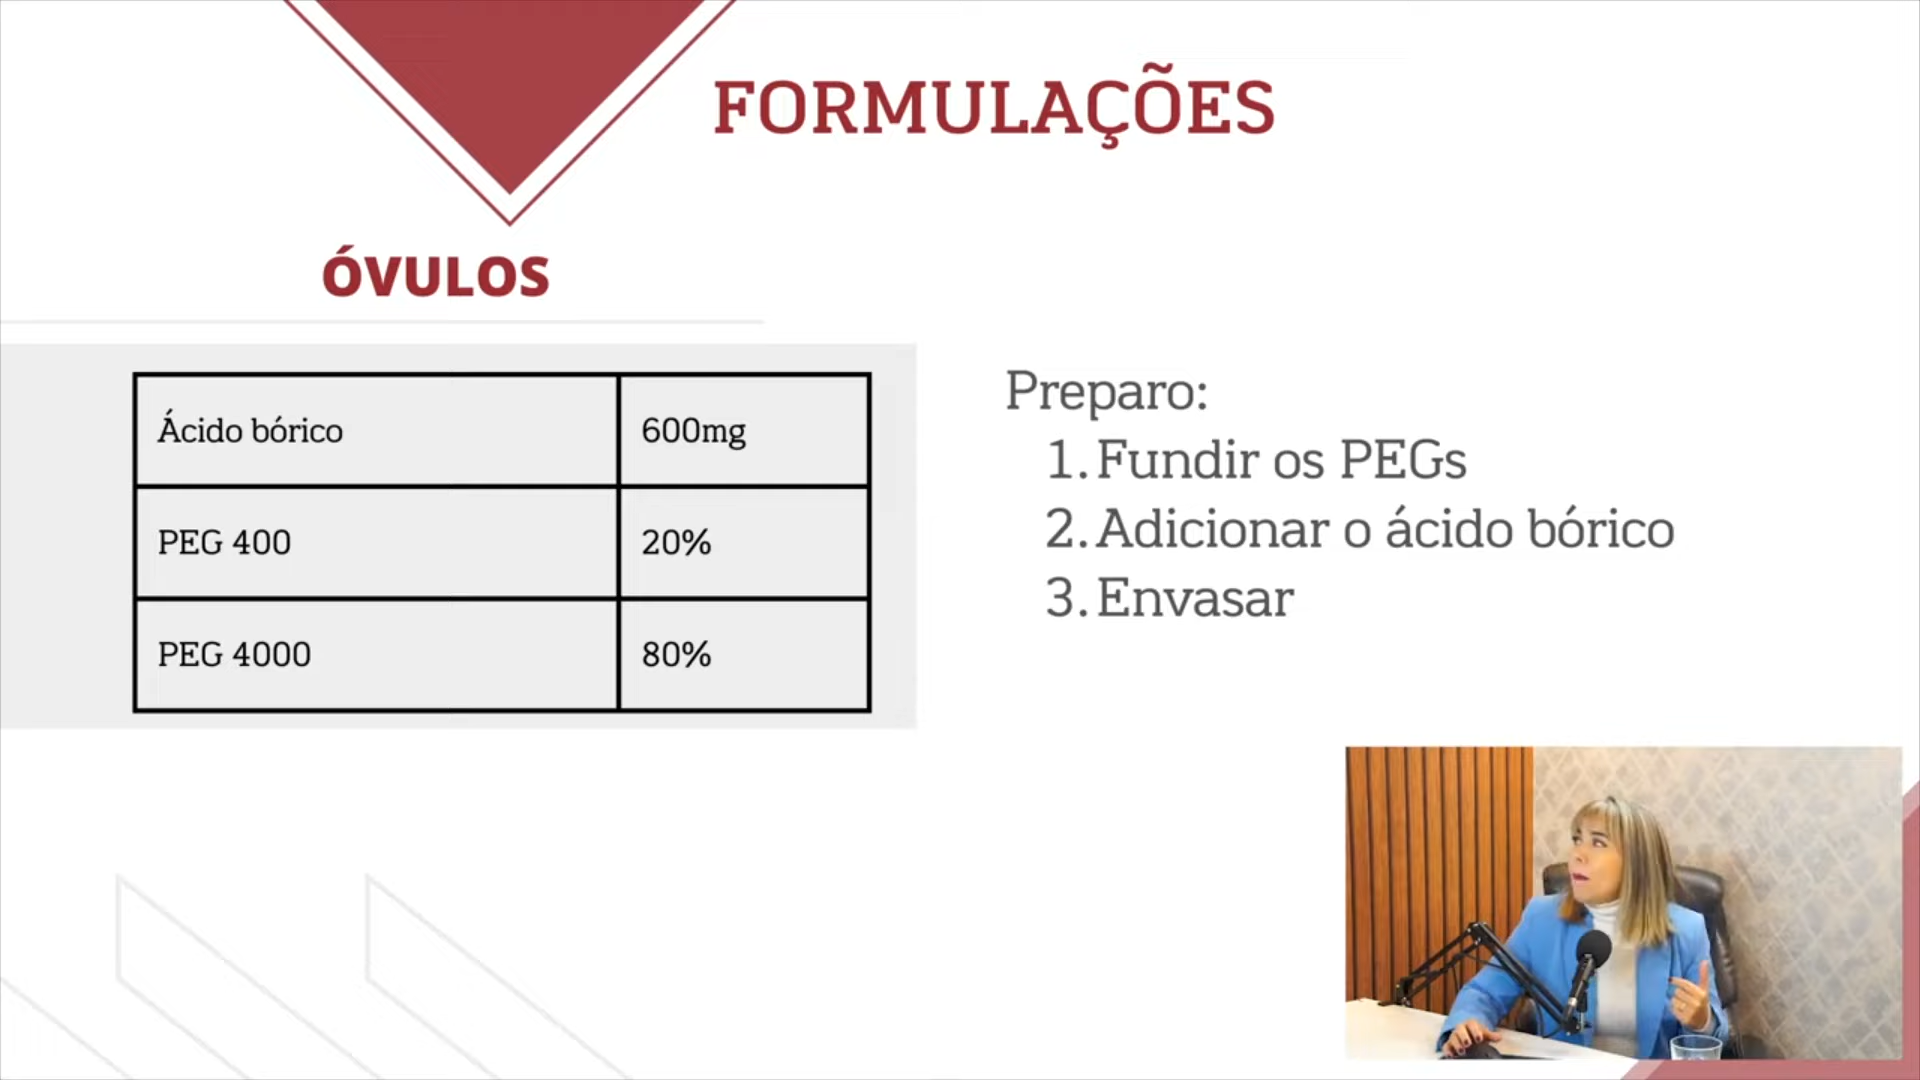 FORMULAÇÕES
ÓVULOS
Ácido bórico 600mg
PEG 400 20%
PEG 4000 80%
Preparo:
1. Fundir os PEGs
2. Adicionar o ácido bórico
3. Envasar